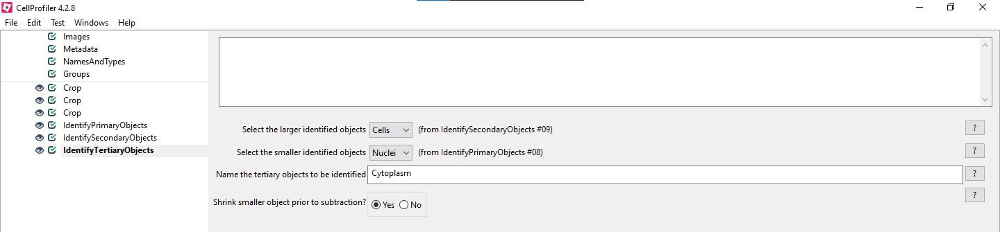 CellProfiler 4.2.8
File Edit Test Windows Help
Images
Metadata
NamesAndTypes
Groups
Crop
Crop
Crop
IdentifyPrimaryObjects
IdentifySecondaryObjects
IdentifyTertiaryObjects
Select the larger identified objects Cells (from IdentifySecondaryObjects #09) ?
Select the smaller identified objects Nuclei (from IdentifyPrimaryObjects #08) ?
Name the tertiary objects to be identified Cytoplasm ?
Shrink smaller object prior to subtraction? Yes No ?